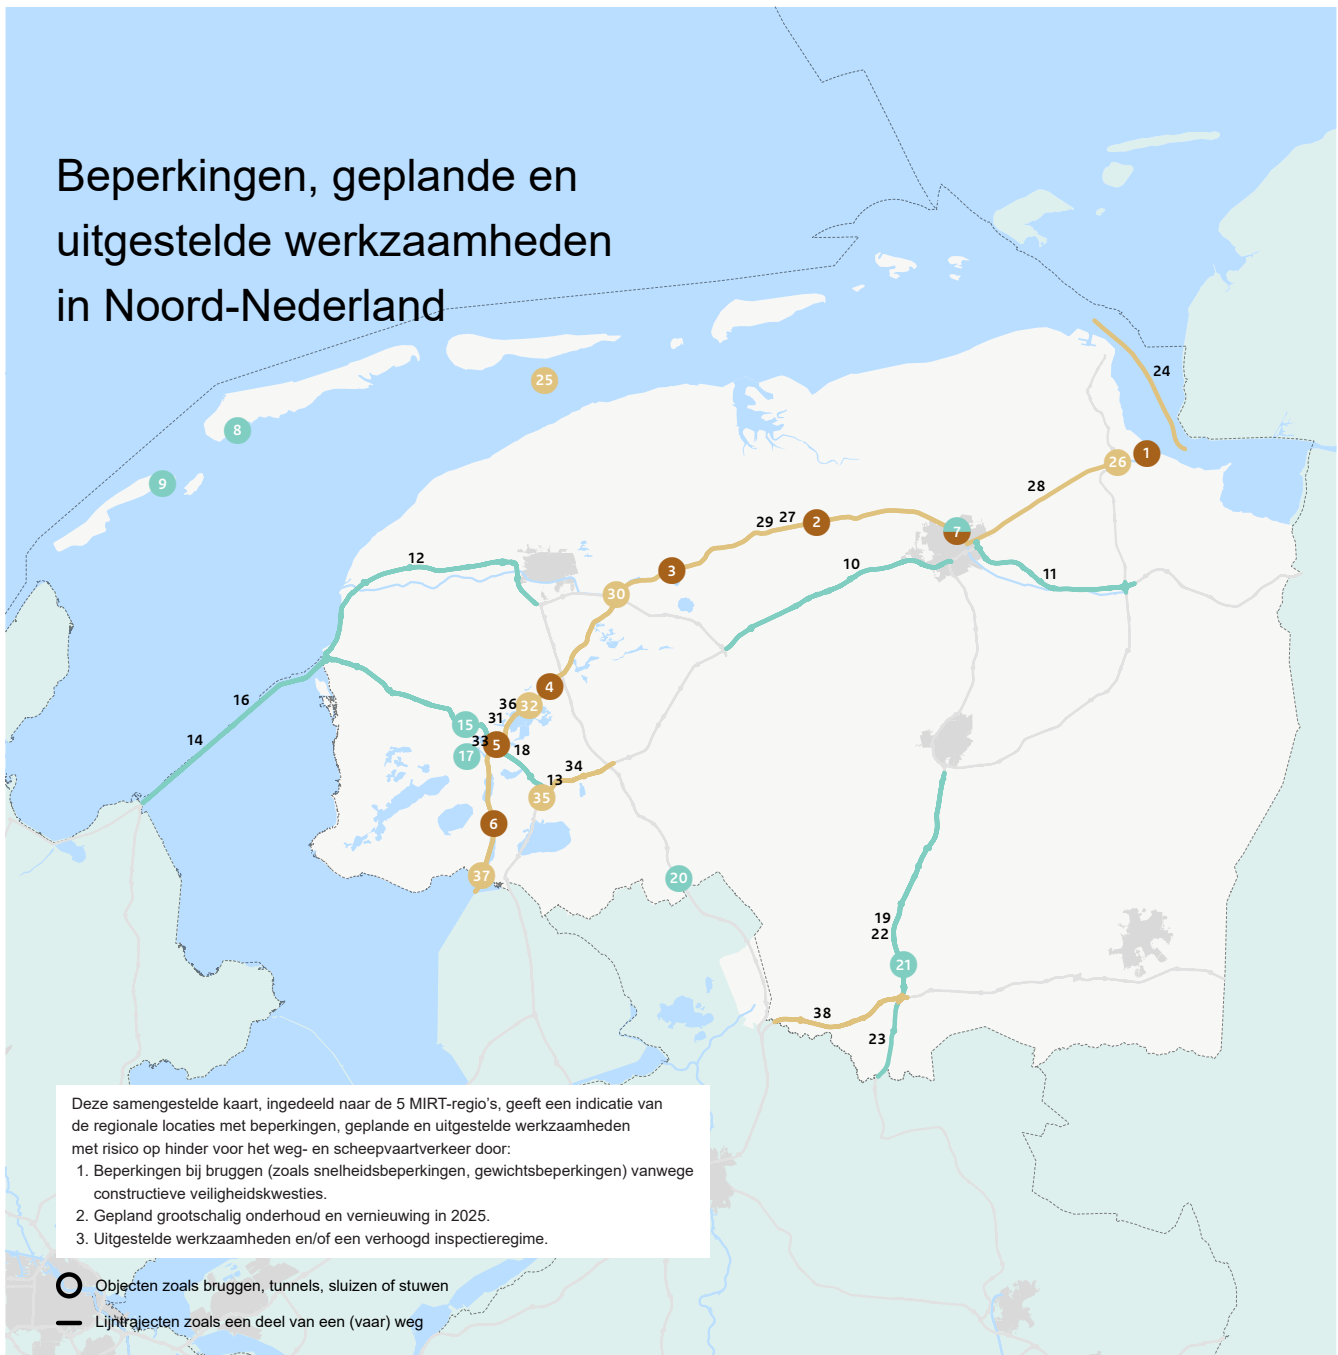 Beperkingen, geplande en
uitgestelde werkzaamheden
in Noord-Nederland
24
25
8
1
26
9
28
2
29 27
7
12
3
10
11
30
4
16
36 32
31
15
14
33 5
18
17
34
13
35
6
37
20
19
22
21
38
23
Deze samengestelde kaart, ingedeeld naar de 5 MIRT-regio's, geeft een indicatie van
de regionale locaties met beperkingen, geplande en uitgestelde werkzaamheden
met risico op hinder voor het weg- en scheepvaartverkeer door:
1. Beperkingen bij bruggen (zoals snelheidsbeperkingen, gewichtsbeperkingen) vanwege
constructieve veiligheidskwesties.
2. Gepland grootschalig onderhoud en vernieuwing in 2025.
3. Uitgestelde werkzaamheden en/of een verhoogd inspectieregime.
Objecten zoals bruggen, tunnels, sluizen of stuwen
Lijntrajecten zoals een deel van een (vaar) weg